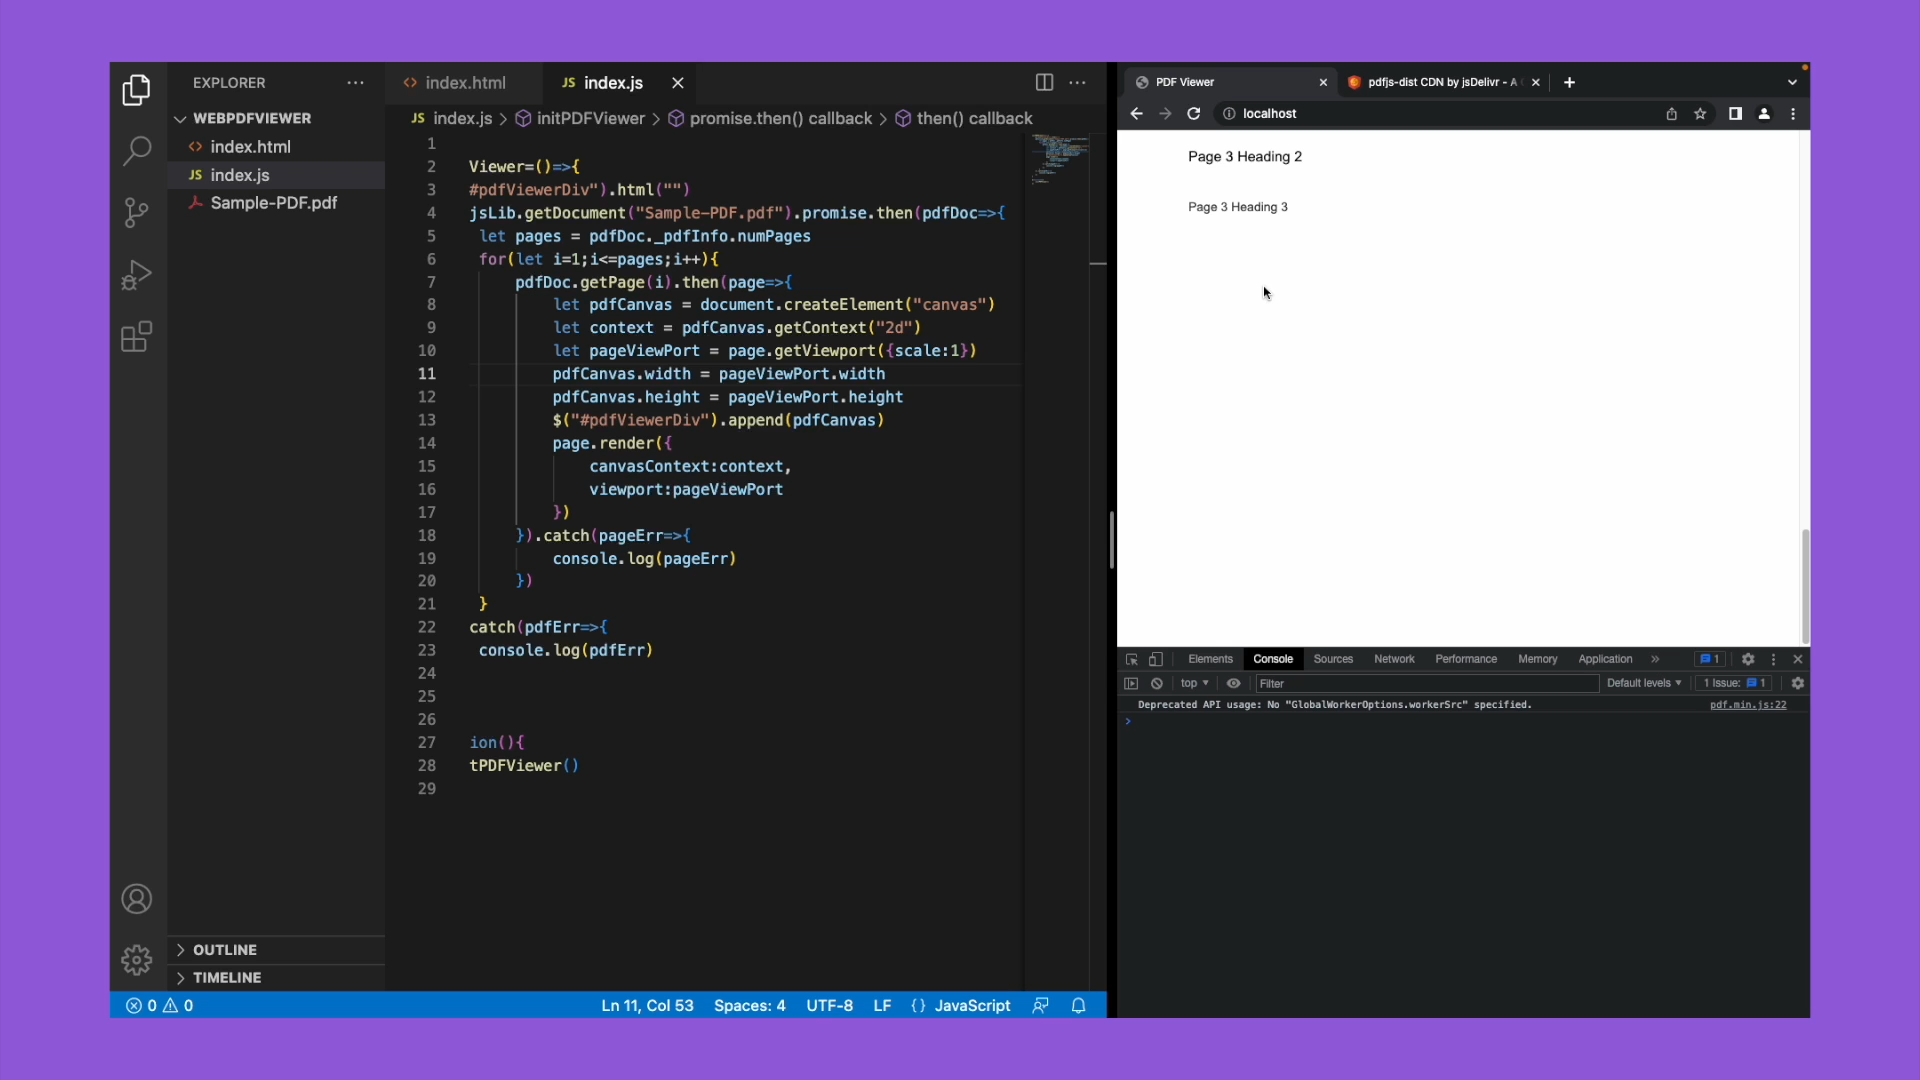 EXPLORER
WEBPDFVIEWER
index.html
JS index.js
Sample-PDF.pdf
OUTLINE
TIMELINE
index.html
JS index.js
JS index.js > initPDFViewer > promise.then() callback > then() callback
1
2 Viewer=()=>{
3 #pdfViewerDiv").html("")
4 jsLib.getDocument("Sample-PDF.pdf").promise.then(pdfDoc=>{
5 let pages = pdfDoc._pdfInfo.numPages
6 for(let i=1;i<=pages;i++){
7 pdfDoc.getPage(i).then(page=>{
8 let pdfCanvas = document.createElement("canvas")
9 let context = pdfCanvas.getContext("2d")
10 let pageViewPort = page.getViewport({scale:1})
11 pdfCanvas.width = pageViewPort.width
12 pdfCanvas.height = pageViewPort.height
13 $("#pdfViewerDiv").append(pdfCanvas)
14 page.render({
15 canvasContext:context,
16 viewport:pageViewPort
17 })
18 }).catch(pageErr=>{
19 console.log(pageErr)
20 })
21 }
22 catch(pdfErr=>{
23 console.log(pdfErr)
24
25
26
27 ion(){
28 tPDFViewer()
29
0 0
Ln 11, Col 53 Spaces: 4 UTF-8 LF {} JavaScript
PDF Viewer
pdfjs-dist CDN by jsDelivr - A
localhost
Page 3 Heading 2
Page 3 Heading 3
Elements Console Sources Network Performance Memory Application » 1
top Filter Default levels 1 Issue: 1
Deprecated API usage: No "GlobalWorkerOptions.workerSrc" specified. pdf.min.js:22
>